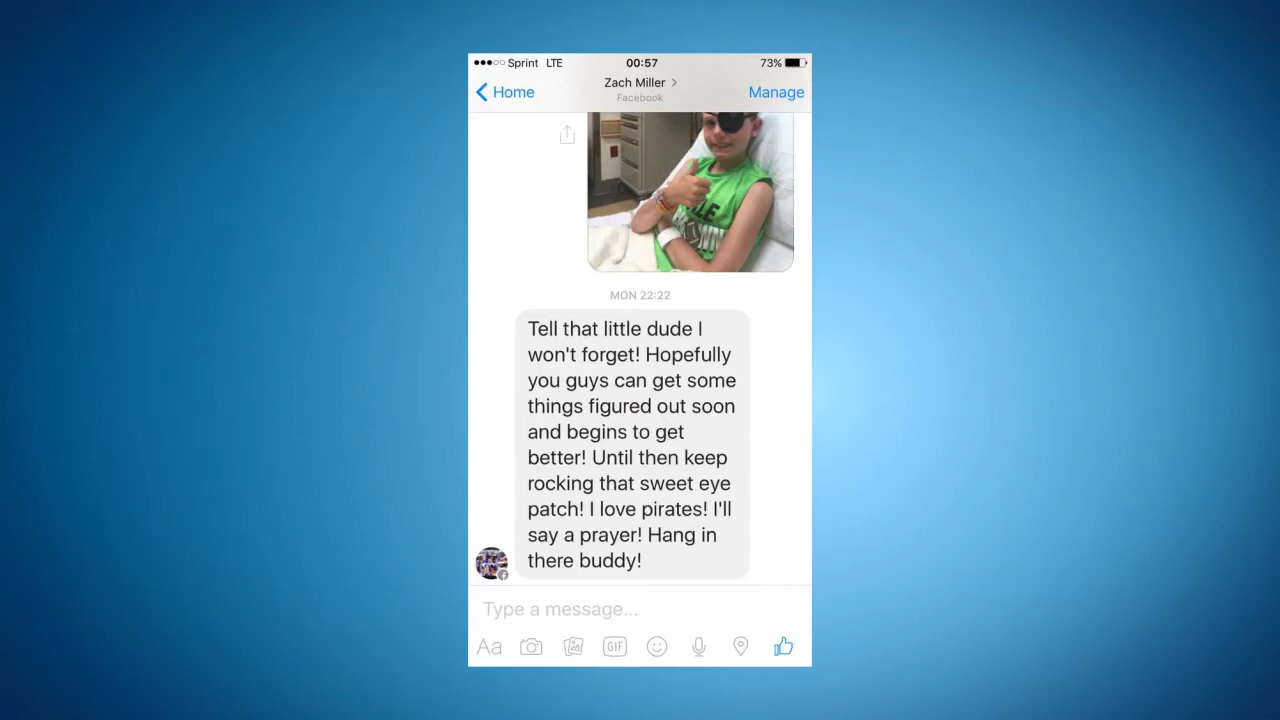 Sprint LTE 00:57 73%
Home Zach Miller Manage
Facebook
MON 22:22
Tell that little dude I
won't forget! Hopefully
you guys can get some
things figured out soon
and begins to get
better! Until then keep
rocking that sweet eye
patch! I love pirates! I'll
say a prayer! Hang in
there buddy!
Type a message...
Aa GIF